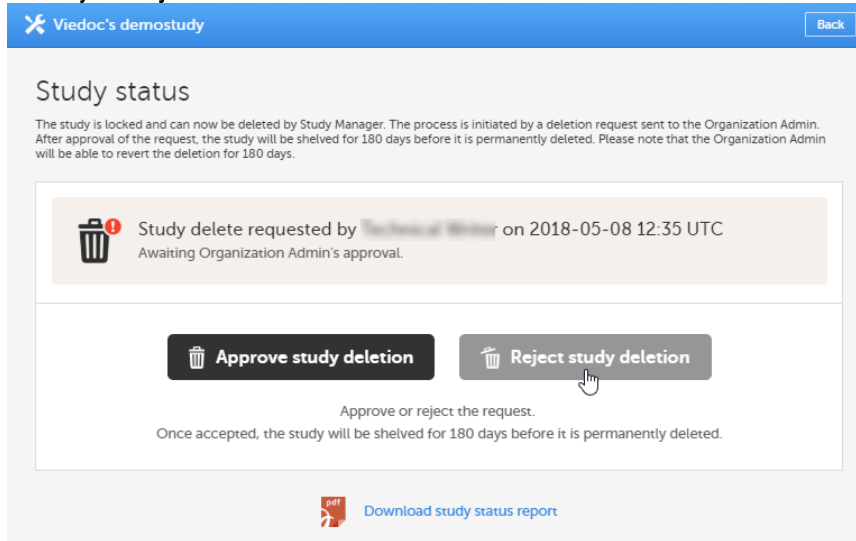 Viedoc's demostudy
Back
Study status
The study is locked and can now be deleted by Study Manager. The process is initiated by a deletion request sent to the Organization Admin.
After approval of the request, the study will be shelved for 180 days before it is permanently deleted. Please note that the Organization Admin
will be able to revert the deletion for 180 days.
Study delete requested by on 2018-05-08 12:35 UTC
Awaiting Organization Admin's approval.
Approve study deletion
Reject study deletion
Approve or reject the request.
Once accepted, the study will be shelved for 180 days before it is permanently deleted.
pdf
Download study status report